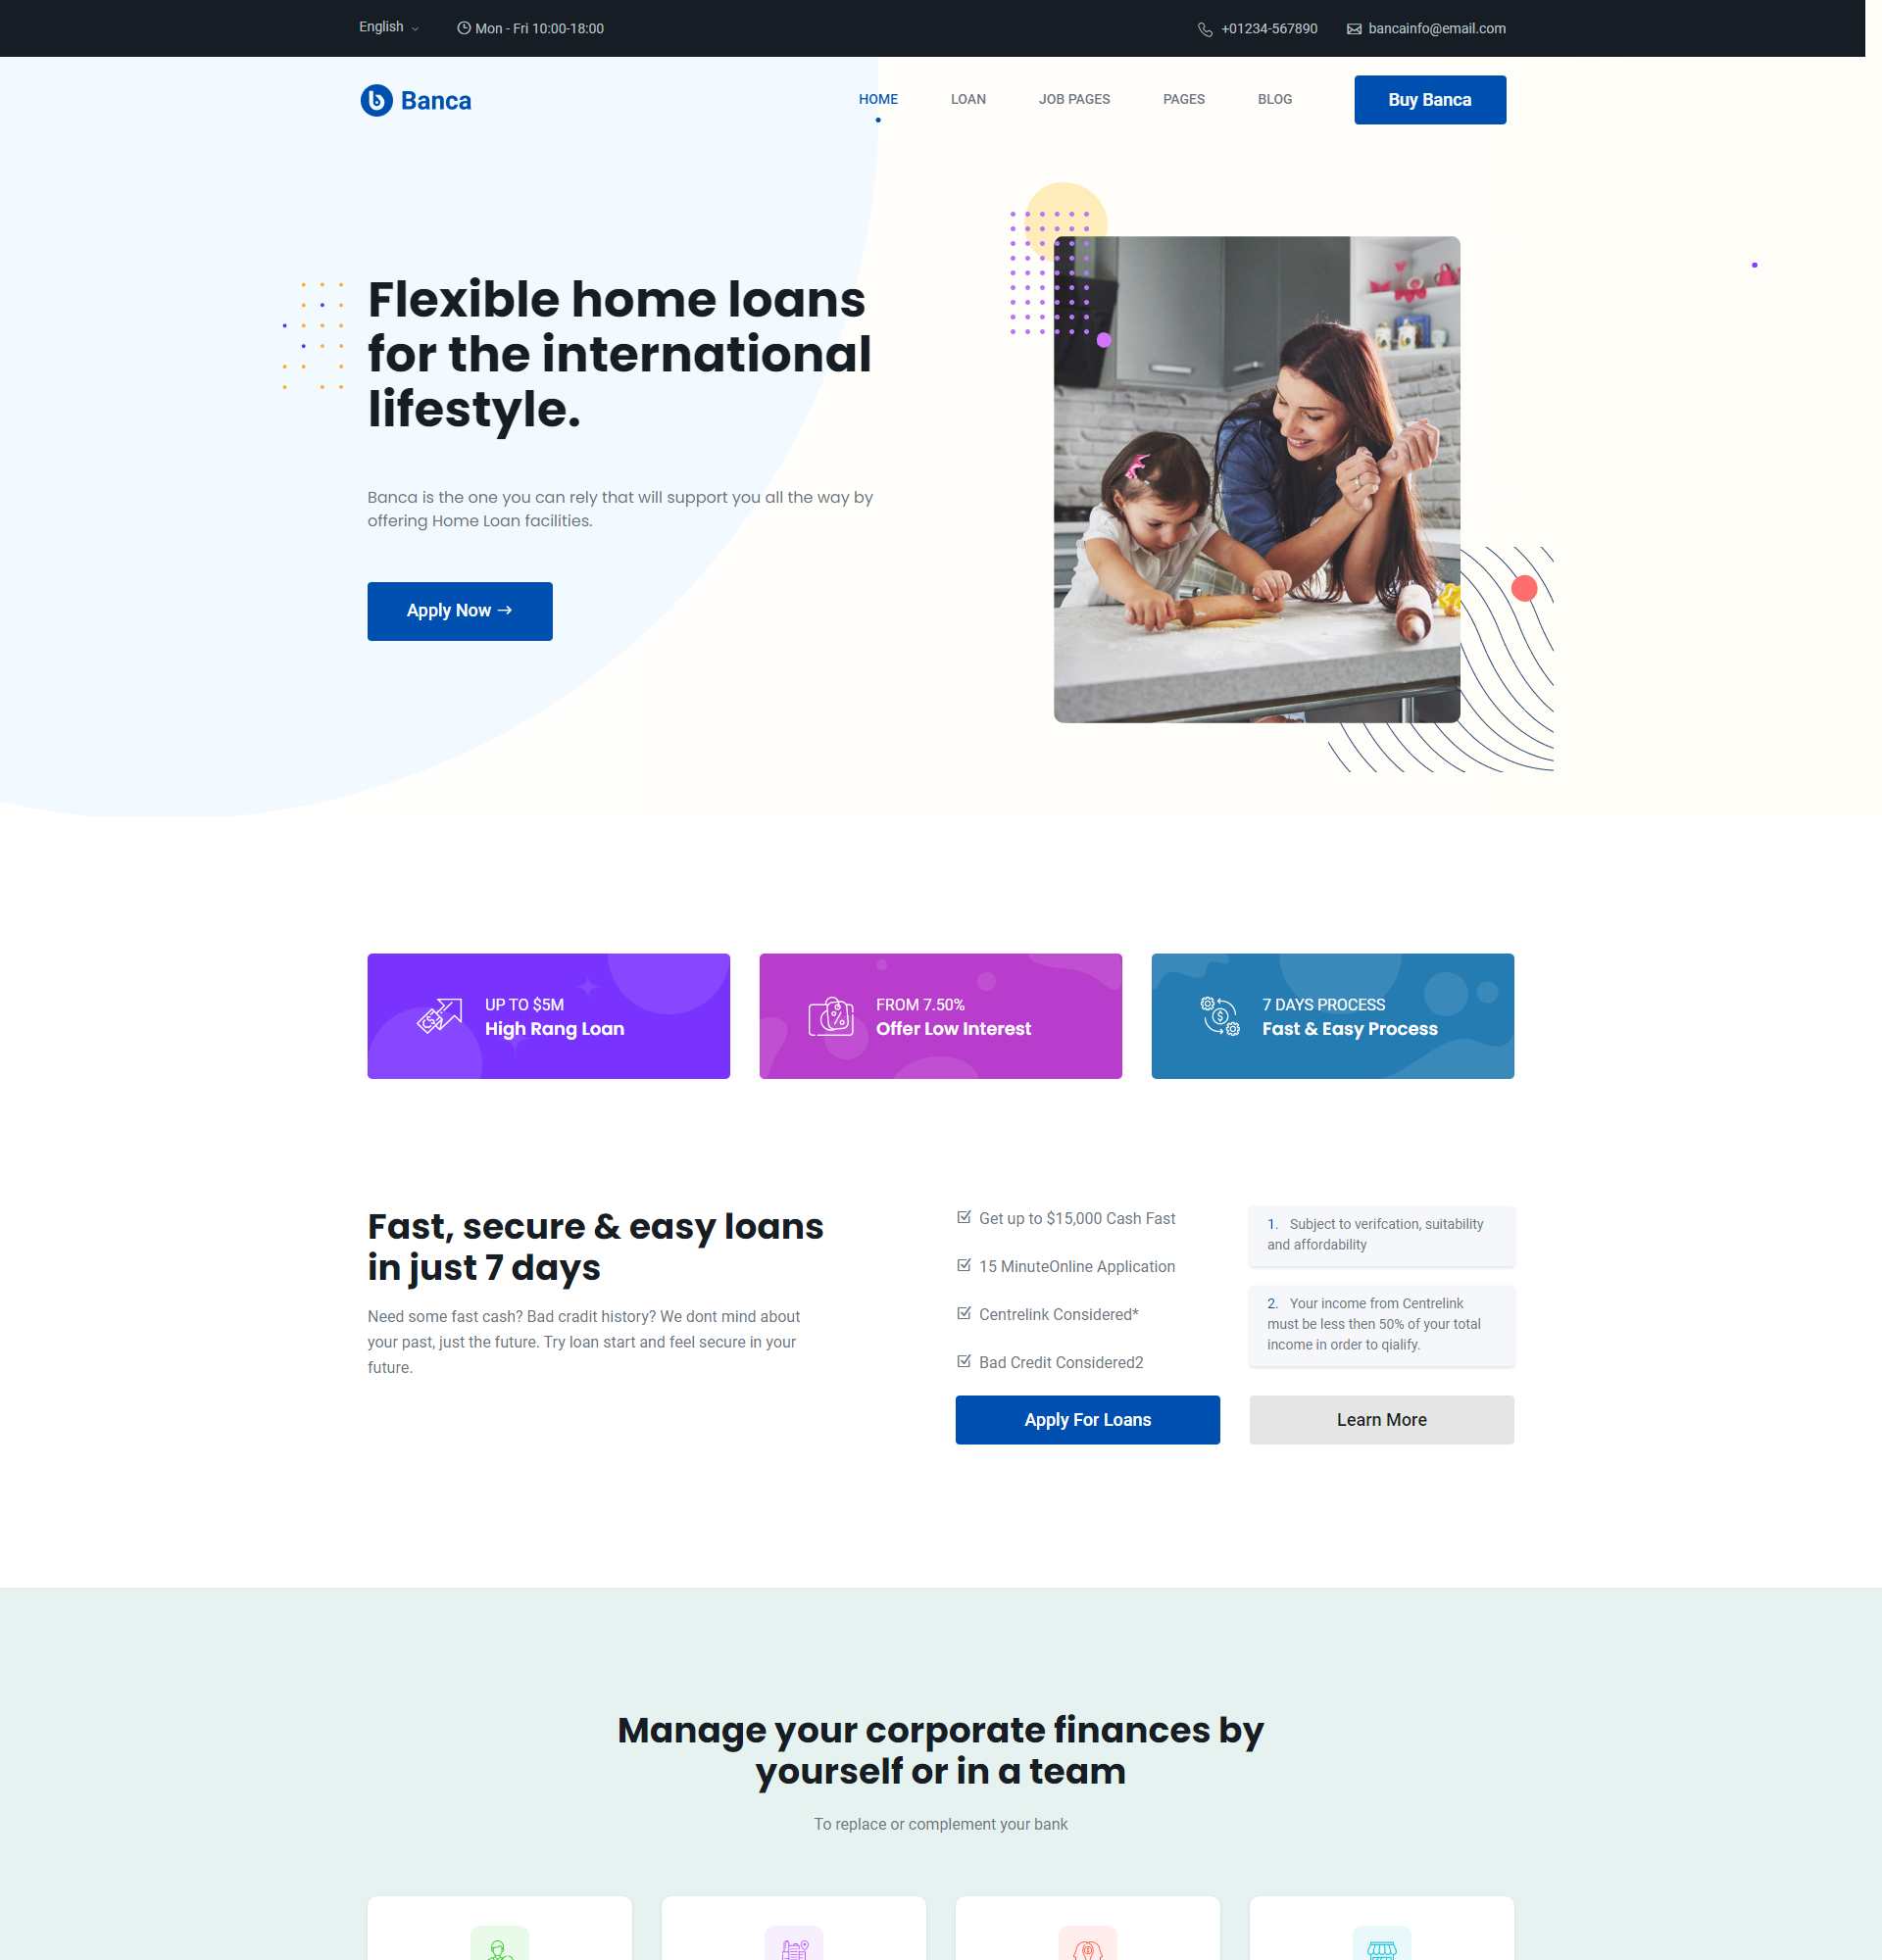 English
Mon - Fri 10:00-18:00
+01234-567890
bancainfo@email.com
Banca
HOME
LOAN
JOB PAGES
PAGES
BLOG
Buy Banca
Flexible home loans
for the international
lifestyle.
Banca is the one you can rely that will support you all the way by
offering Home Loan facilities.
Apply Now →
UP TO $5M
High Rang Loan
FROM 7.50%
Offer Low Interest
7 DAYS PROCESS
Fast & Easy Process
Fast, secure & easy loans
in just 7 days
Need some fast cash? Bad cradit history? We dont mind about
your past, just the future. Try loan start and feel secure in your
future.
Get up to $15,000 Cash Fast
15 MinuteOnline Application
Centrelink Considered*
Bad Credit Considered2
1. Subject to verifcation, suitability
and affordability
2. Your income from Centrelink
must be less then 50% of your total
income in order to qialify.
Apply For Loans
Learn More
Manage your corporate finances by
yourself or in a team
To replace or complement your bank